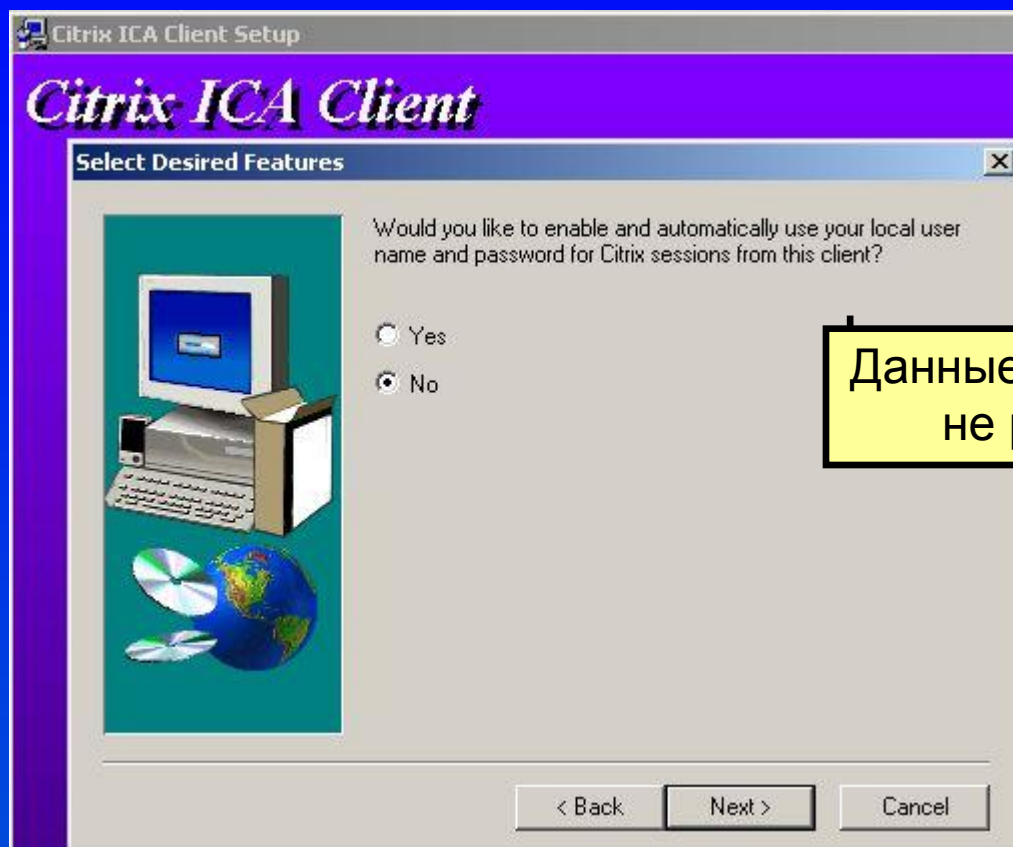 Citrix ICA Client Setup
Citrix ICA Client
Select Desired Features
Would you like to enable and automatically use your local user
name and password for Citrix sessions from this client?
Yes
No
Данные
не
< Back
Next >
Cancel